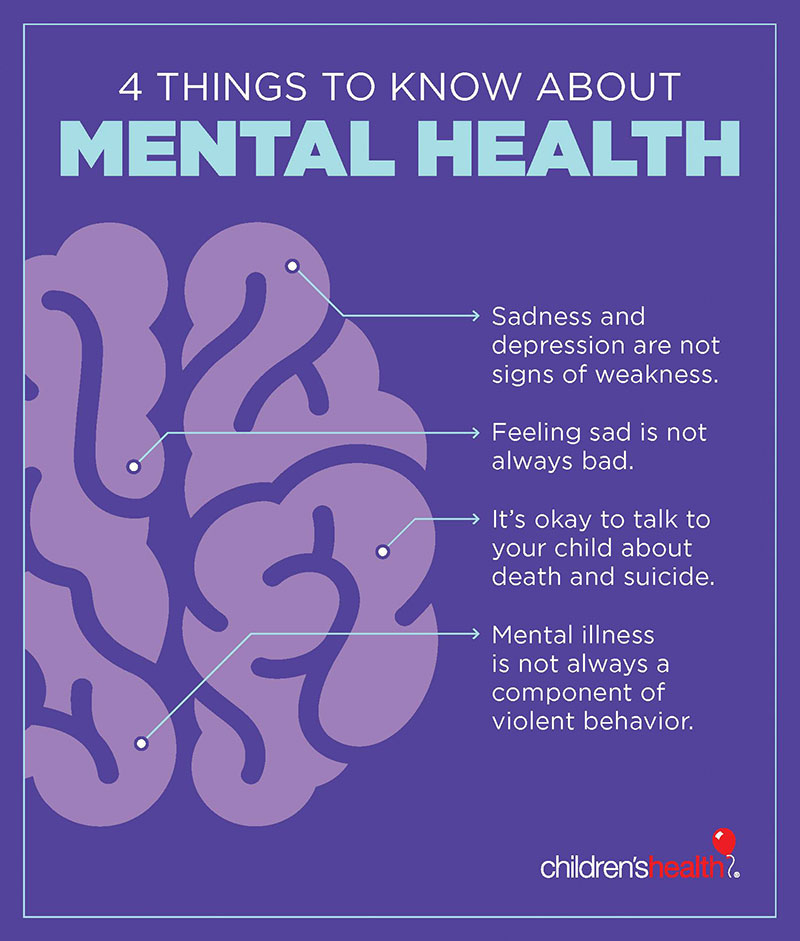 4 THINGS TO KNOW ABOUT
MENTAL HEALTH
Sadness and
depression are not
signs of weakness.
Feeling sad is not
always bad.
It's okay to talk to
your child about
death and suicide.
Mental illness
is not always a
component of
violent behavior.
children'shealth®